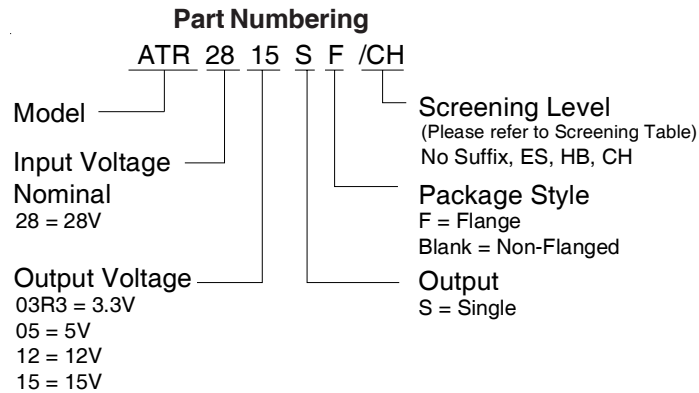 Part Numbering
ATR 28 15 S F /CH
Model
Input Voltage
Nominal
28 = 28V
Output Voltage
03R3 = 3.3V
05 = 5V
12 = 12V
15 = 15V
Screening Level
(Please refer to Screening Table)
No Suffix, ES, HB, CH
Package Style
F = Flange
Blank = Non-Flanged
Output
S = Single